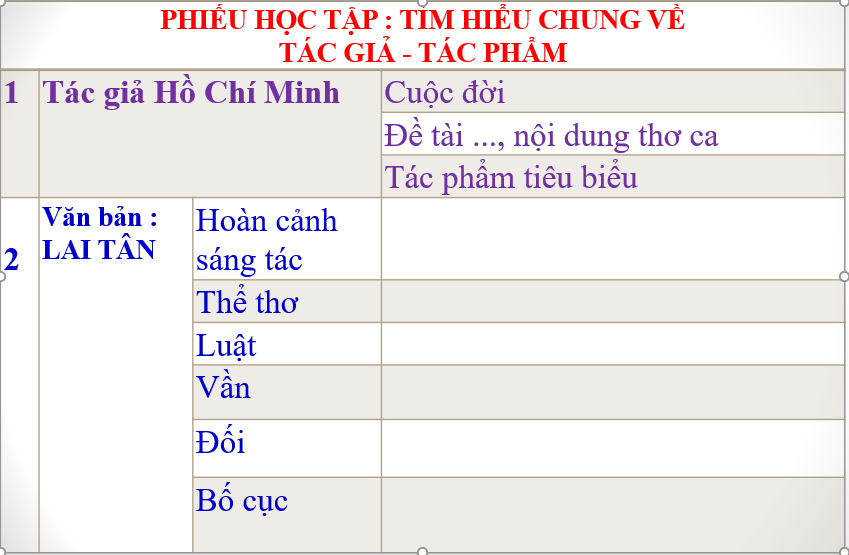 PHIẾU HỌC TẬP : TÌM HIỂU CHUNG VỀ
TÁC GIẢ - TÁC PHẨM
1
Tác giả Hồ Chí Minh
Cuộc đời
Đề tài ..., nội dung thơ ca
Tác phẩm tiêu biểu
2
Văn bản :
LAI TÂN
Hoàn cảnh
sáng tác
Thể thơ
Luật
Vần
Đối
Bố cục